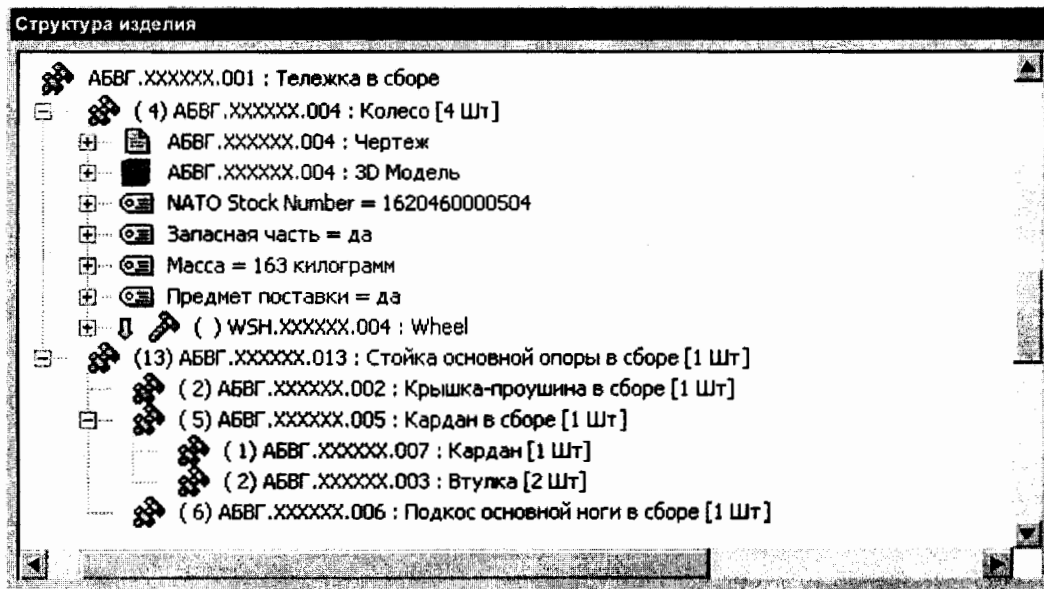 Структура изделия
АБВГ.XXXXXX.001 : Тележка в сборе
( 4) АБВГ.XXXXXX.004 : Колесо [4 Шт]
АБВГ.XXXXXX.004 : Чертеж
АБВГ.XXXXXX.004 : 3D Модель
NATO Stock Number = 1620460000504
Запасная часть = да
Масса = 163 килограмм
Предмет поставки = да
( ) WSH.XXXXXX.004 : Wheel
(13) АБВГ.XXXXXX.013 : Стойка основной опоры в сборе [1 Шт]
( 2) АБВГ.XXXXXX.002 : Крышка-проушина в сборе [1 Шт]
( 5) АБВГ.XXXXXX.005 : Кардан в сборе [1 Шт]
( 1) АБВГ.XXXXXX.007 : Кардан [1 Шт]
( 2) АБВГ.XXXXXX.003 : Втулка [2 Шт]
( 6) АБВГ.XXXXXX.006 : Подкос основной ноги в сборе [1 Шт]